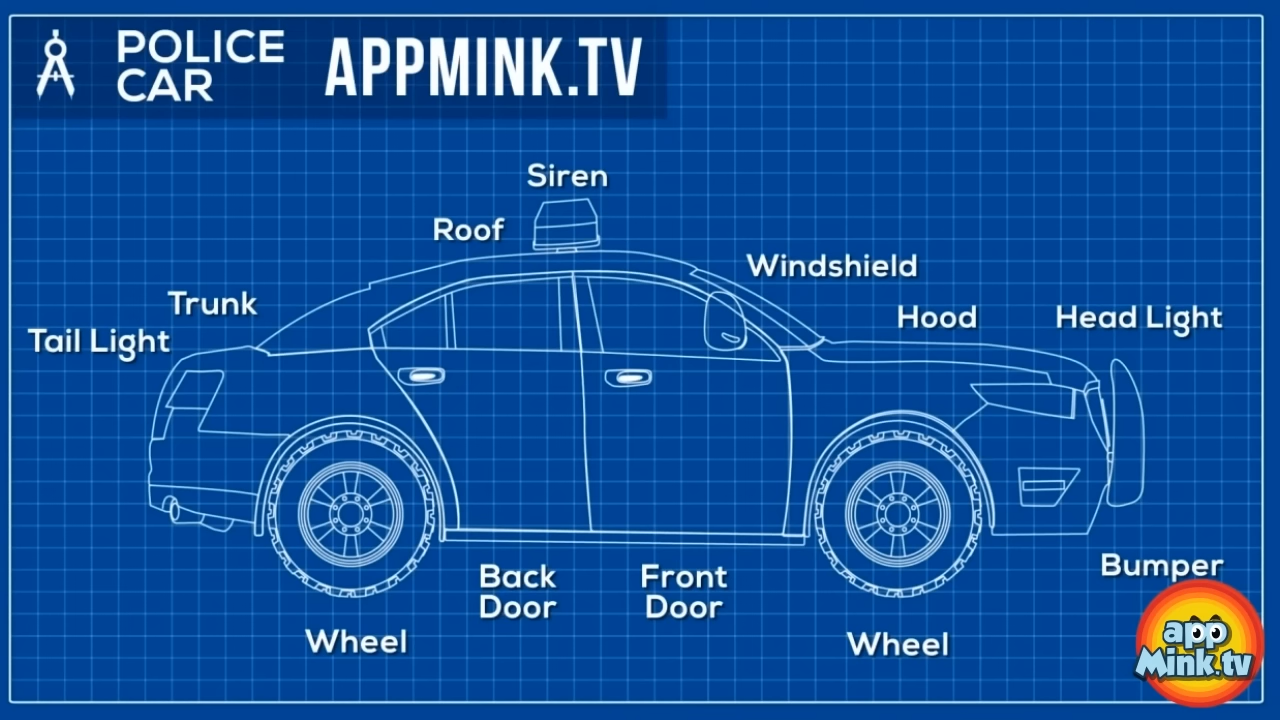 POLICE
CAR
APPMINK.TV
Siren
Roof
Windshield
Trunk
Hood
Head Light
Tail Light
Back
Door
Front
Door
Bumper
Wheel
Wheel
app
Mink.tv